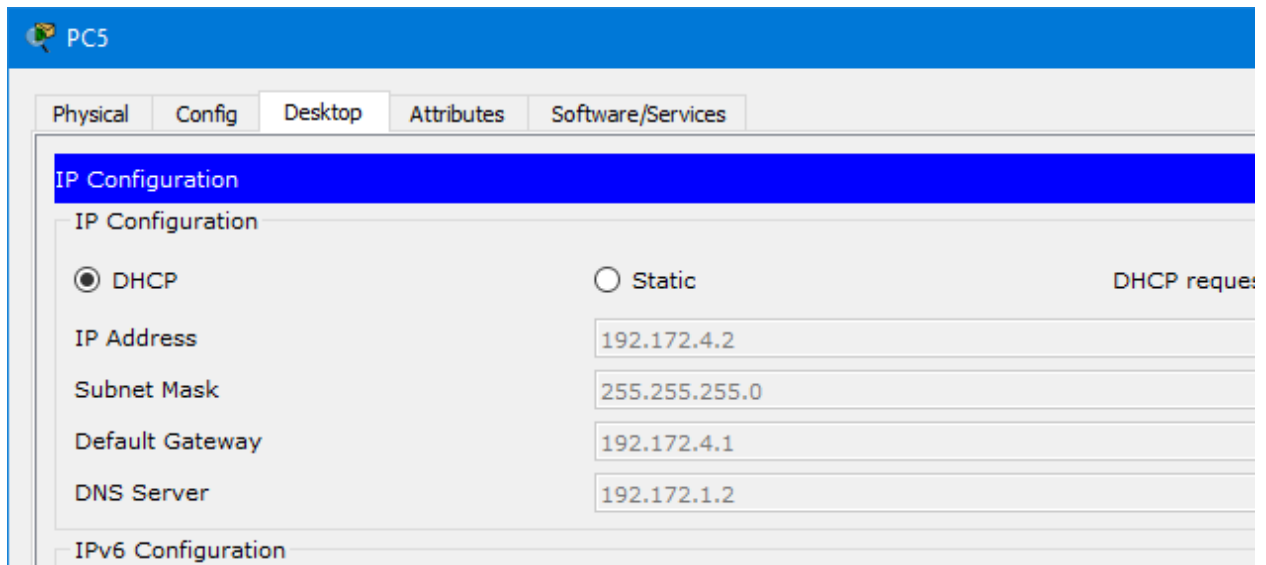 PC5
Physical Config Desktop Attributes Software/Services
IP Configuration
IP Configuration
DHCP Static DHCP reques
IP Address 192.172.4.2
Subnet Mask 255.255.255.0
Default Gateway 192.172.4.1
DNS Server 192.172.1.2
IPv6 Configuration